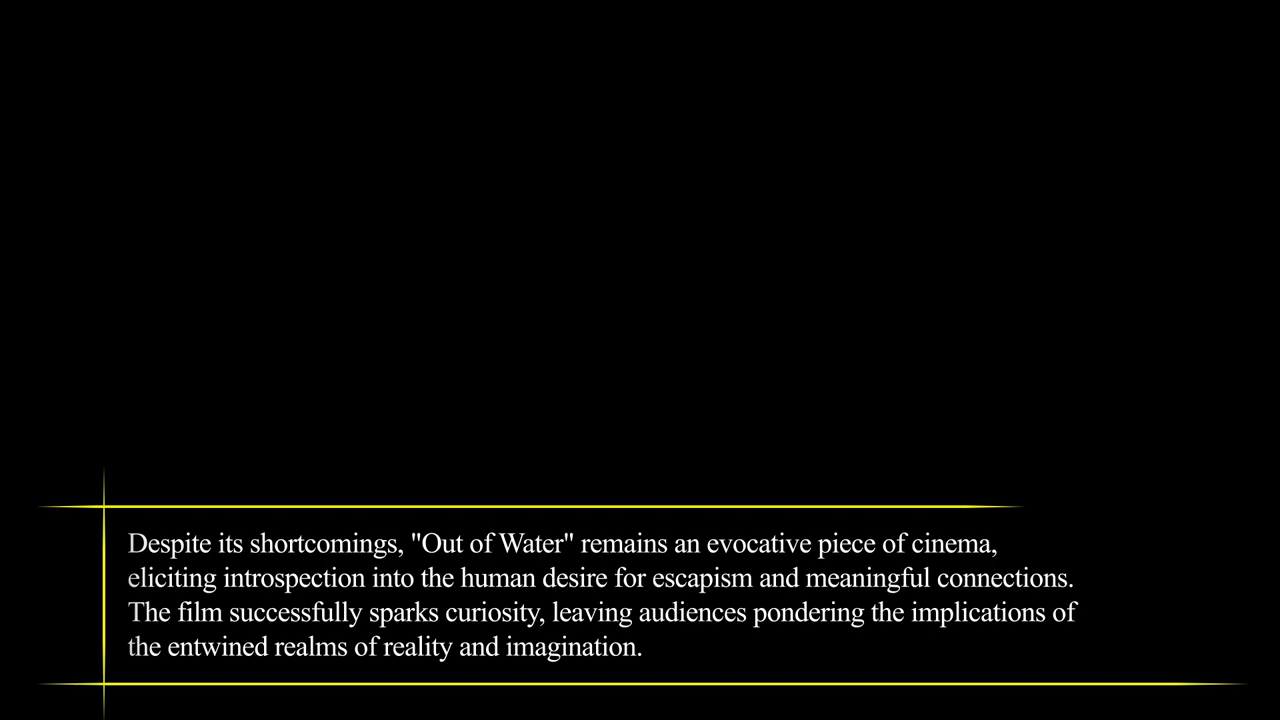 Despite its shortcomings, "Out of Water" remains an evocative piece of cinema,
eliciting introspection into the human desire for escapism and meaningful connections.
The film successfully sparks curiosity, leaving audiences pondering the implications of
the entwined realms of reality and imagination.